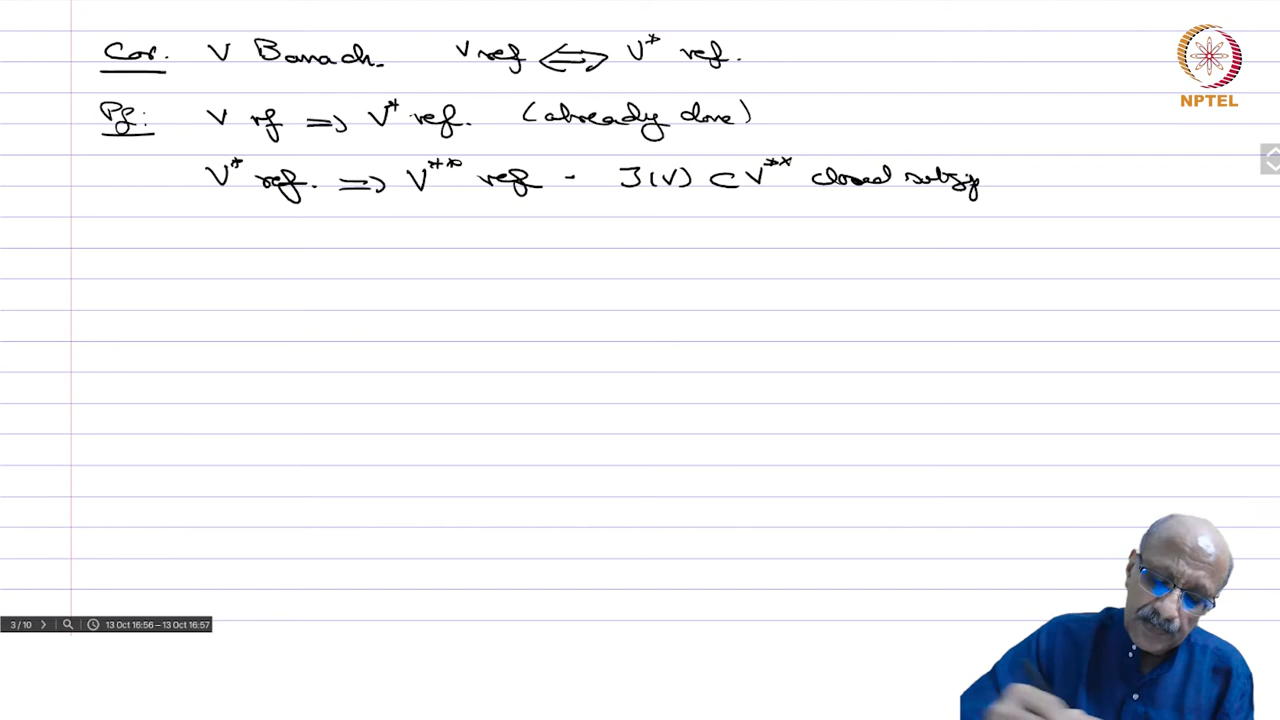 Cor. V Banach. V ref ⟺ V* ref.
Pf: V rf ⟹ V* ref. (already done)
V* ref. ⟹ V** ref - J(V) ⊂ V** closed subsp
NPTEL
3 / 10 13 Oct 16:56 – 13 Oct 16:57